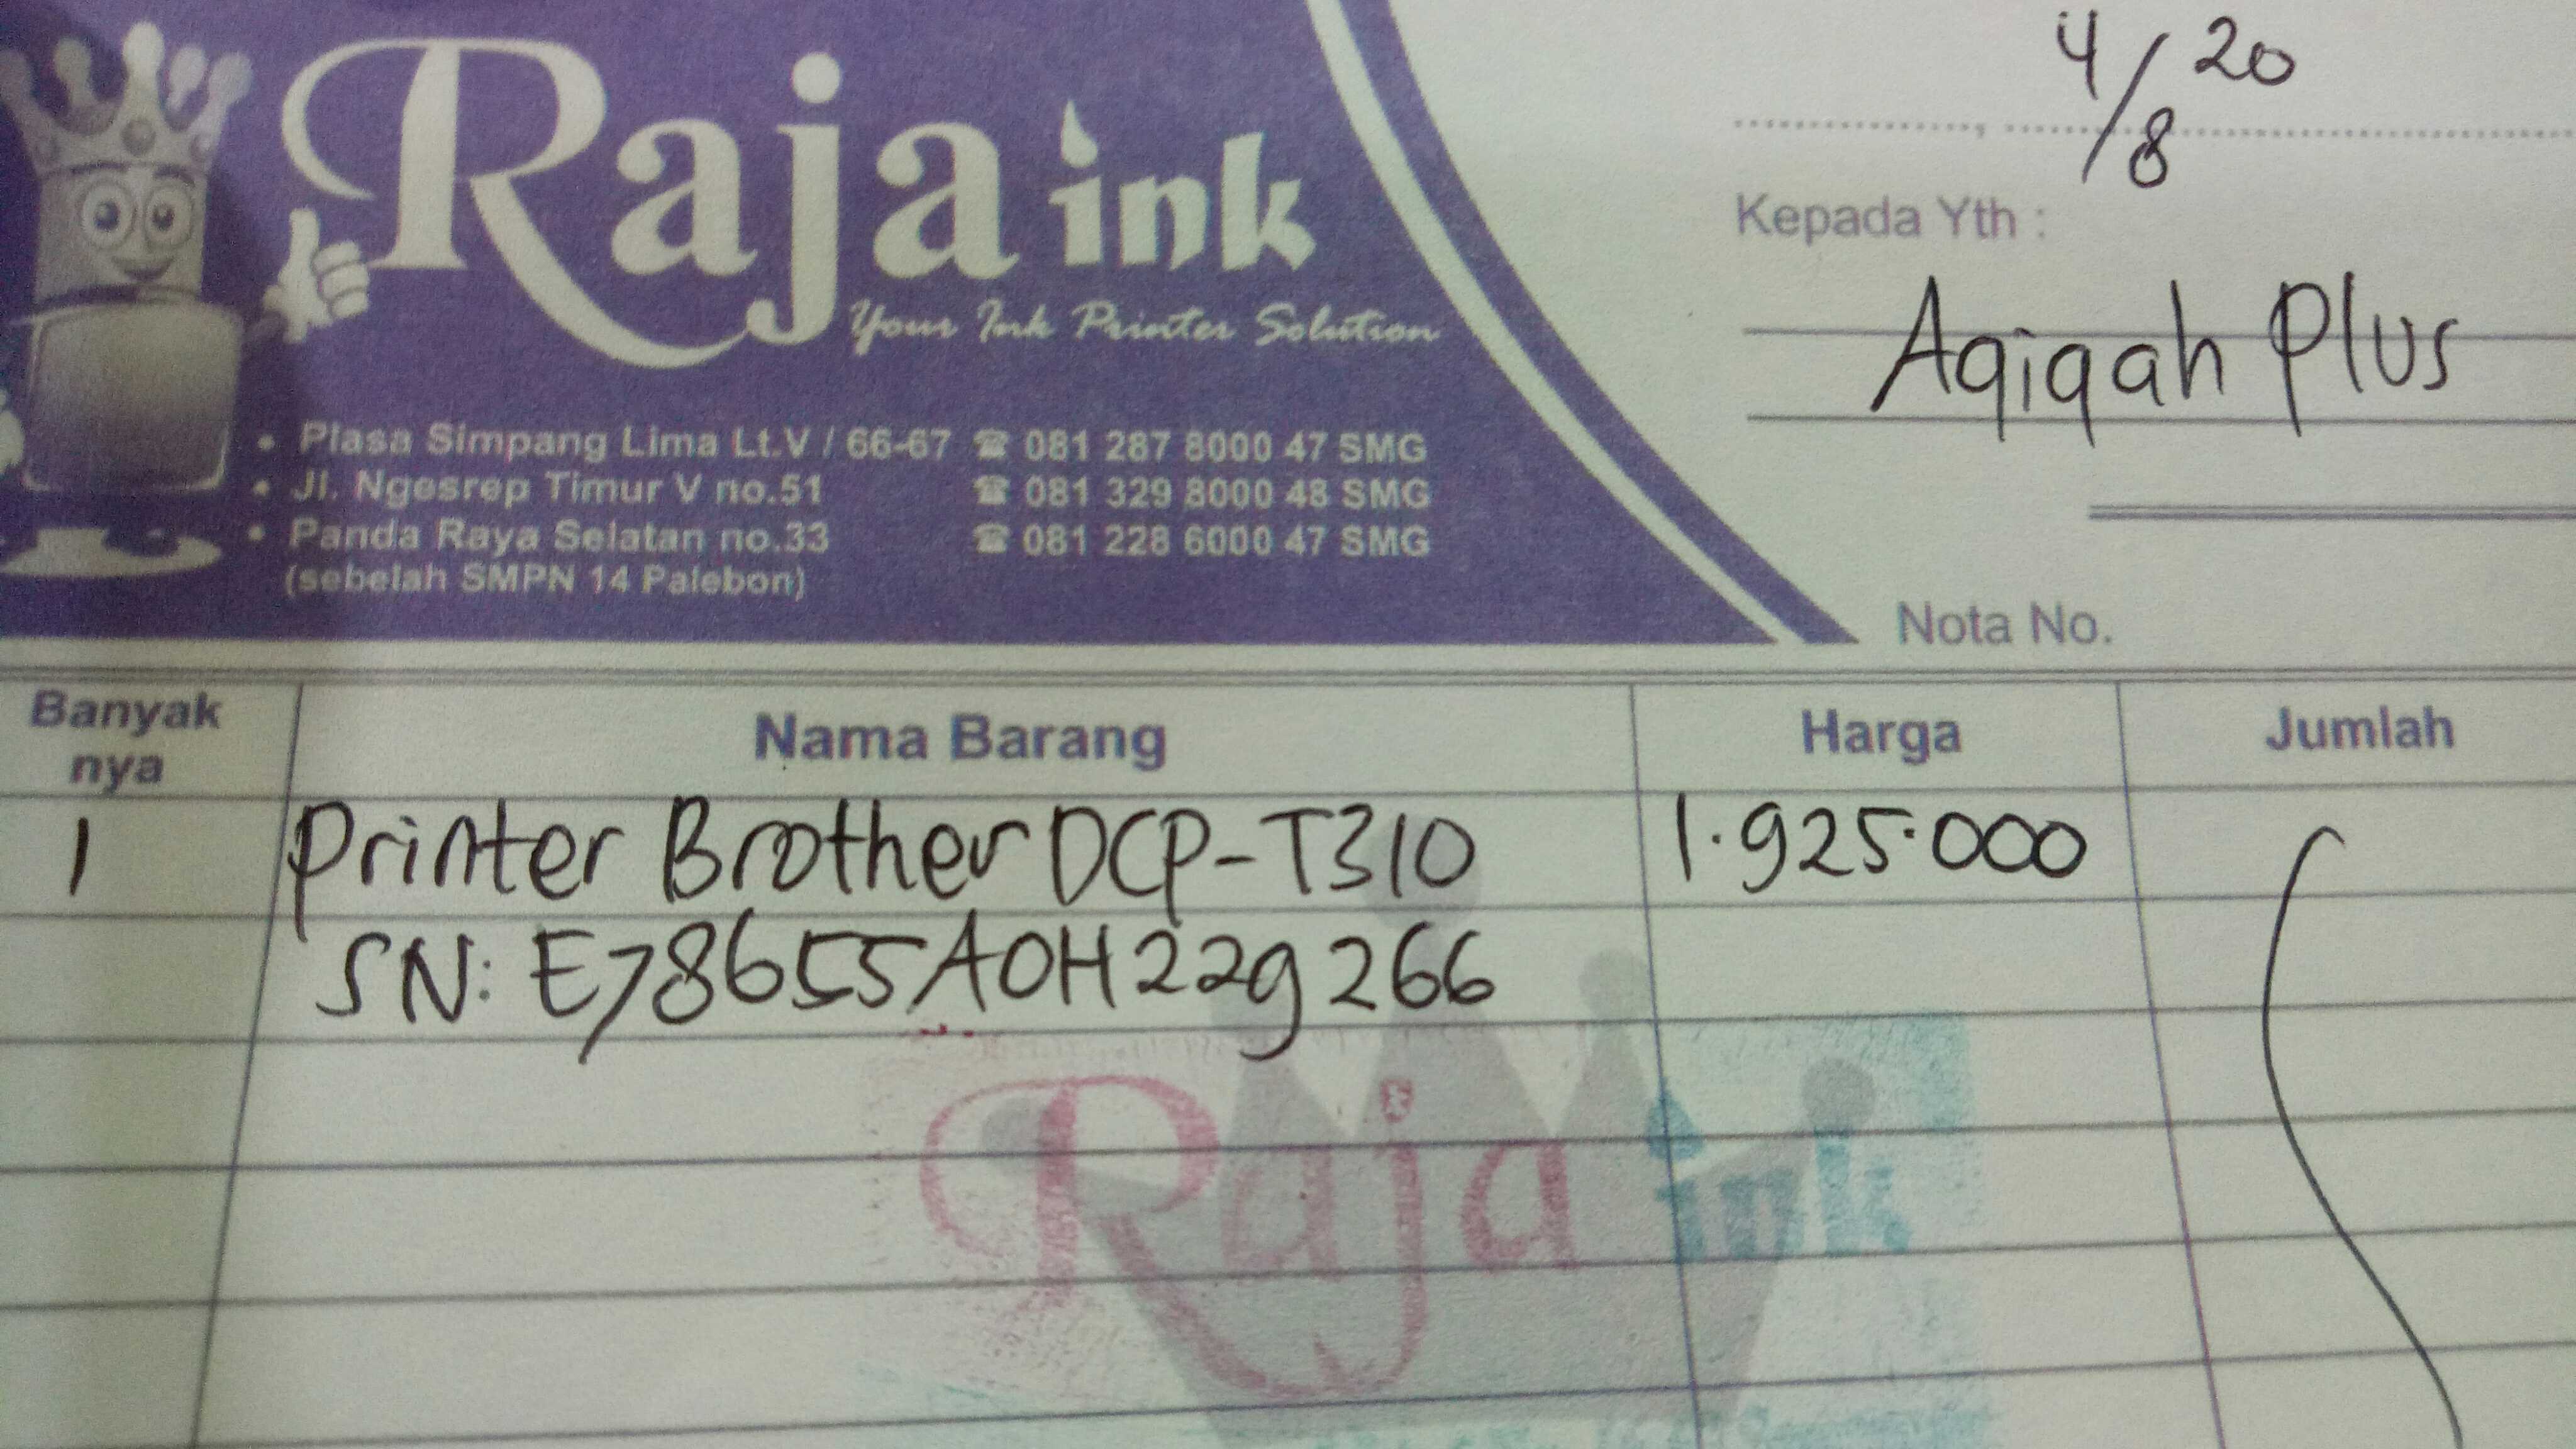 Raja ink
Your Ink Printer Solution
• Plasa Simpang Lima Lt.V / 66-67 ☎ 081 287 8000 47 SMG
• Jl. Ngesrep Timur V no.51 ☎ 081 329 8000 48 SMG
• Panda Raya Selatan no.33 ☎ 081 228 6000 47 SMG
(sebelah SMPN 14 Palebon)
4/8 20
Kepada Yth :
Aqiqah Plus
Nota No.
Banyak nya Nama Barang Harga Jumlah
1 Printer Brother DCP-T310 1.925.000
SN: E78655A0H229266
Raja ink